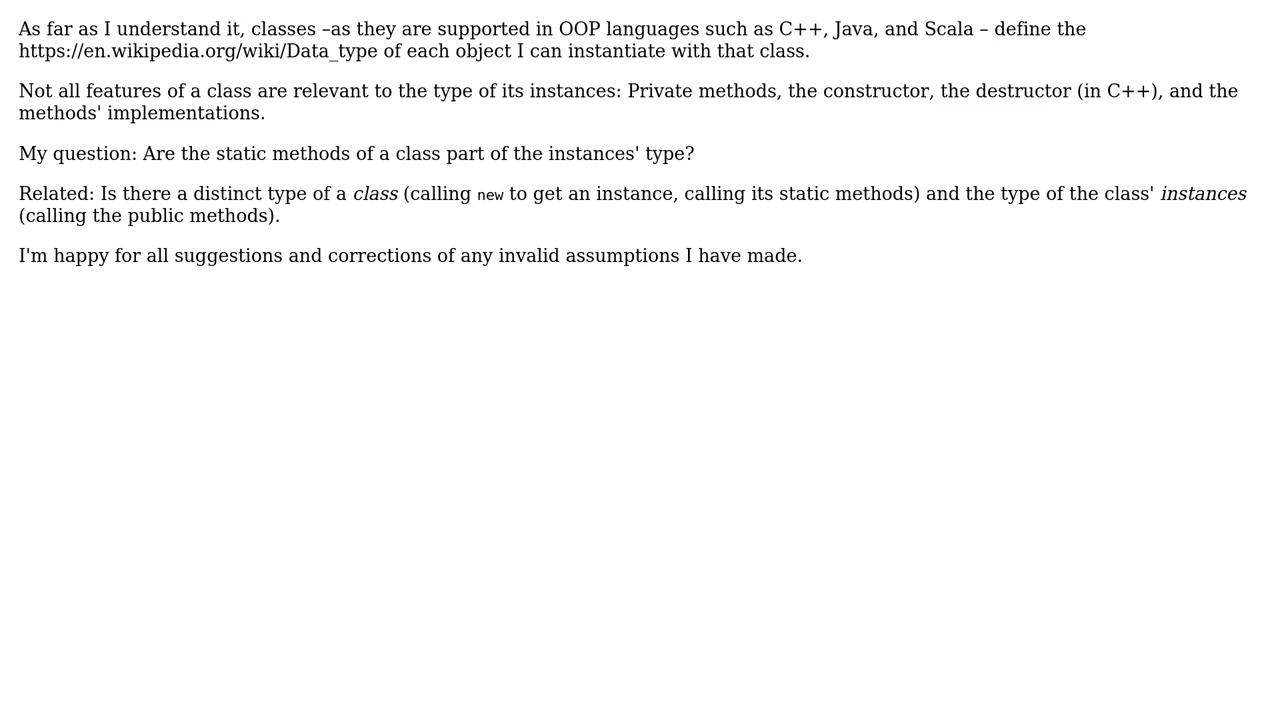 As far as I understand it, classes –as they are supported in OOP languages such as C++, Java, and Scala – define the
https://en.wikipedia.org/wiki/Data_type of each object I can instantiate with that class.
Not all features of a class are relevant to the type of its instances: Private methods, the constructor, the destructor (in C++), and the
methods' implementations.
My question: Are the static methods of a class part of the instances' type?
Related: Is there a distinct type of a class (calling new to get an instance, calling its static methods) and the type of the class' instances
(calling the public methods).
I'm happy for all suggestions and corrections of any invalid assumptions I have made.